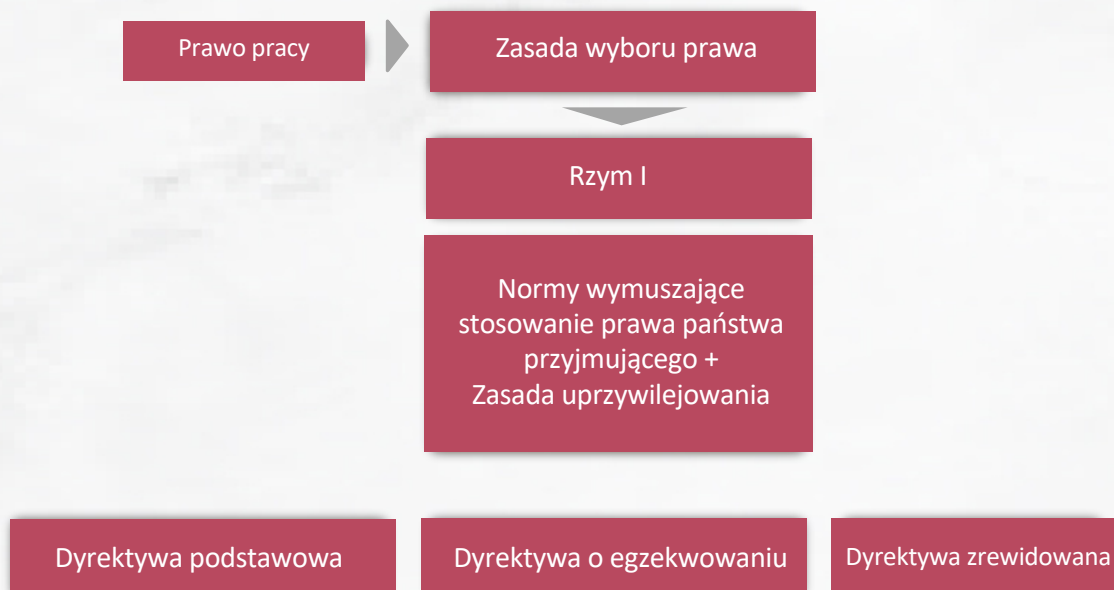 Prawo pracy
Zasada wyboru prawa
Rzym I
Normy wymuszające
stosowanie prawa państwa
przyjmującego +
Zasada uprzywilejowania
Dyrektywa podstawowa
Dyrektywa o egzekwowaniu
Dyrektywa zrewidowana